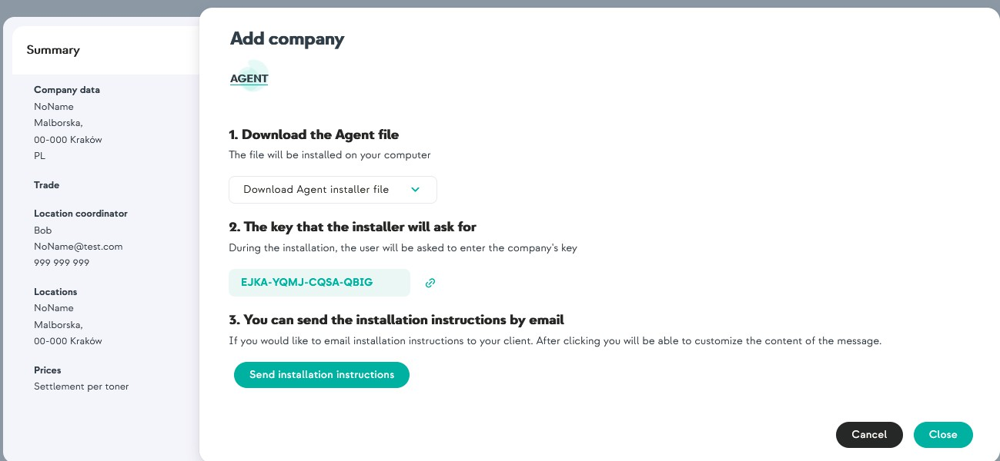 Summary
Company data
NoName
Malborska,
00-000 Kraków
PL
Trade
Location coordinator
Bob
NoName@test.com
999 999 999
Locations
NoName
Malborska,
00-000 Kraków
Prices
Settlement per toner
Add company
AGENT
1. Download the Agent file
The file will be installed on your computer
Download Agent installer file
2. The key that the installer will ask for
During the installation, the user will be asked to enter the company's key
EJKA-YQMJ-CQSA-QBIG
3. You can send the installation instructions by email
If you would like to email installation instructions to your client. After clicking you will be able to customize the content of the message.
Send installation instructions
Cancel
Close